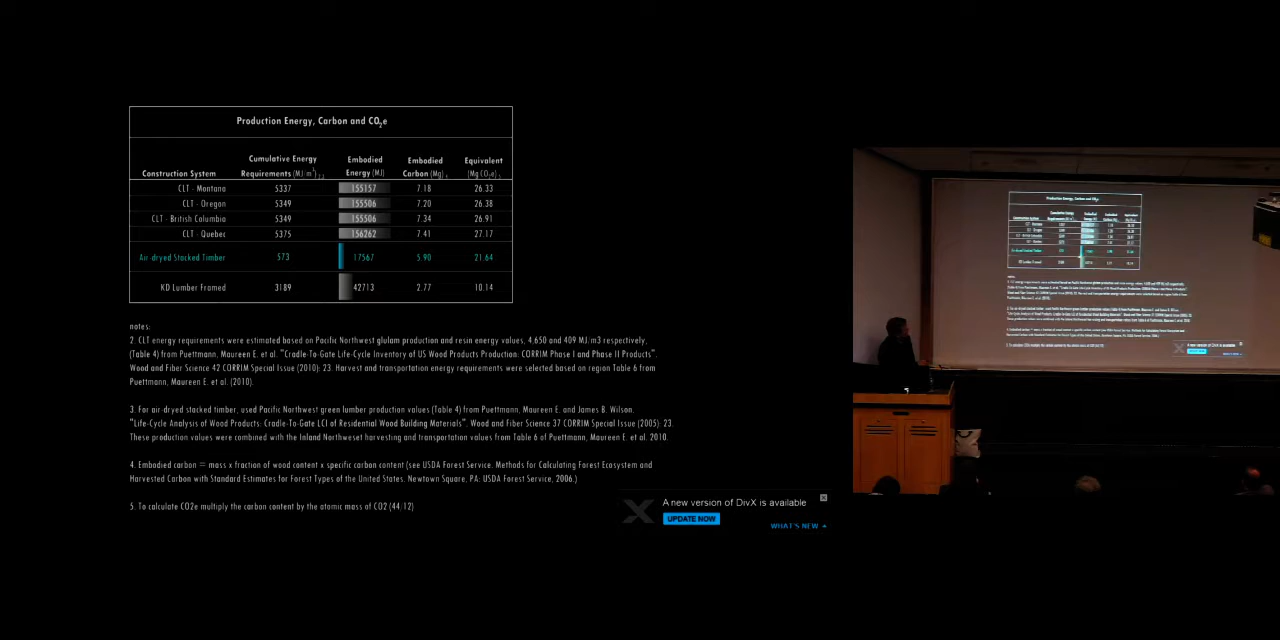 Production Energy, Carbon and CO2e
Construction System Cumulative Energy Requirements (MJ/m3) 2,3 Embodied Energy (MJ) Embodied Carbon (Mg) 4 Equivalent (Mg CO2e) 5
CLT - Montana 5337 155157 7.18 26.33
CLT - Oregon 5349 155506 7.20 26.38
CLT - British Columbia 5349 155506 7.34 26.91
CLT - Quebec 5375 156262 7.41 27.17
Air-dryed Stacked Timber 573 17567 5.90 21.64
KD Lumber Framed 3189 42713 2.77 10.14
notes:
2. CLT energy requirements were estimated based on Pacific Northwest glulam production and resin energy values, 4,650 and 409 MJ/m3 respectively,
(Table 4) from Puettmann, Maureen E. et al. "Cradle-To-Gate Life-Cycle Inventory of US Wood Products Production: CORRIM Phase I and Phase II Products".
Wood and Fiber Science 42 CORRIM Special Issue (2010): 23. Harvest and transportation energy requirements were selected based on region Table 6 from
Puettmann, Maureen E. et al. (2010).
3. For air-dryed stacked timber, used Pacific Northwest green lumber production values (Table 4) from Puettmann, Maureen E. and James B. Wilson.
"Life-Cycle Analysis of Wood Products: Cradle-To-Gate LCI of Residential Wood Building Materials". Wood and Fiber Science 37 CORRIM Special Issue (2005): 23.
These production values were combined with the Inland Northweset harvesting and transportation values from Table 6 of Puettmann, Maureen E. et al. 2010.
4. Embodied carbon = mass x fraction of wood content x specific carbon content (see USDA Forest Service. Methods for Calculating Forest Ecosystem and
Harvested Carbon with Standard Estimates for Forest Types of the United States. Newtown Square, PA: USDA Forest Service, 2006.)
5. To calculate CO2e multiply the carbon content by the atomic mass of CO2 (44/12)
A new version of DivX is available
UPDATE NOW
WHAT'S NEW